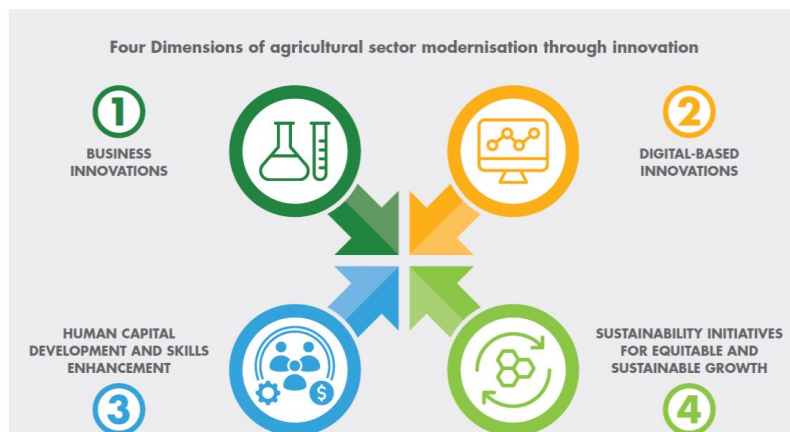 Four Dimensions of agricultural sector modernisation through innovation
1
BUSINESS
INNOVATIONS
2
DIGITAL-BASED
INNOVATIONS
HUMAN CAPITAL
DEVELOPMENT AND SKILLS
ENHANCEMENT
3
$
SUSTAINABILITY INITIATIVES
FOR EQUITABLE AND
SUSTAINABLE GROWTH
4